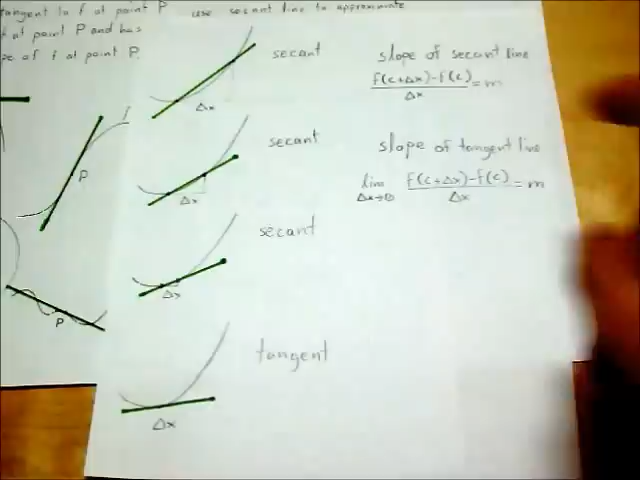 tangent to f at point P
f at point P and has
pe of f at point P.
P
P
use secant line to approximate
secant
Δx
secant
Δx
secant
Δx
tangent
Δx
slope of secant line
f(c+Δx)-f(c)/Δx = m
slope of tangent line
lim Δx→0 f(c+Δx)-f(c)/Δx = m